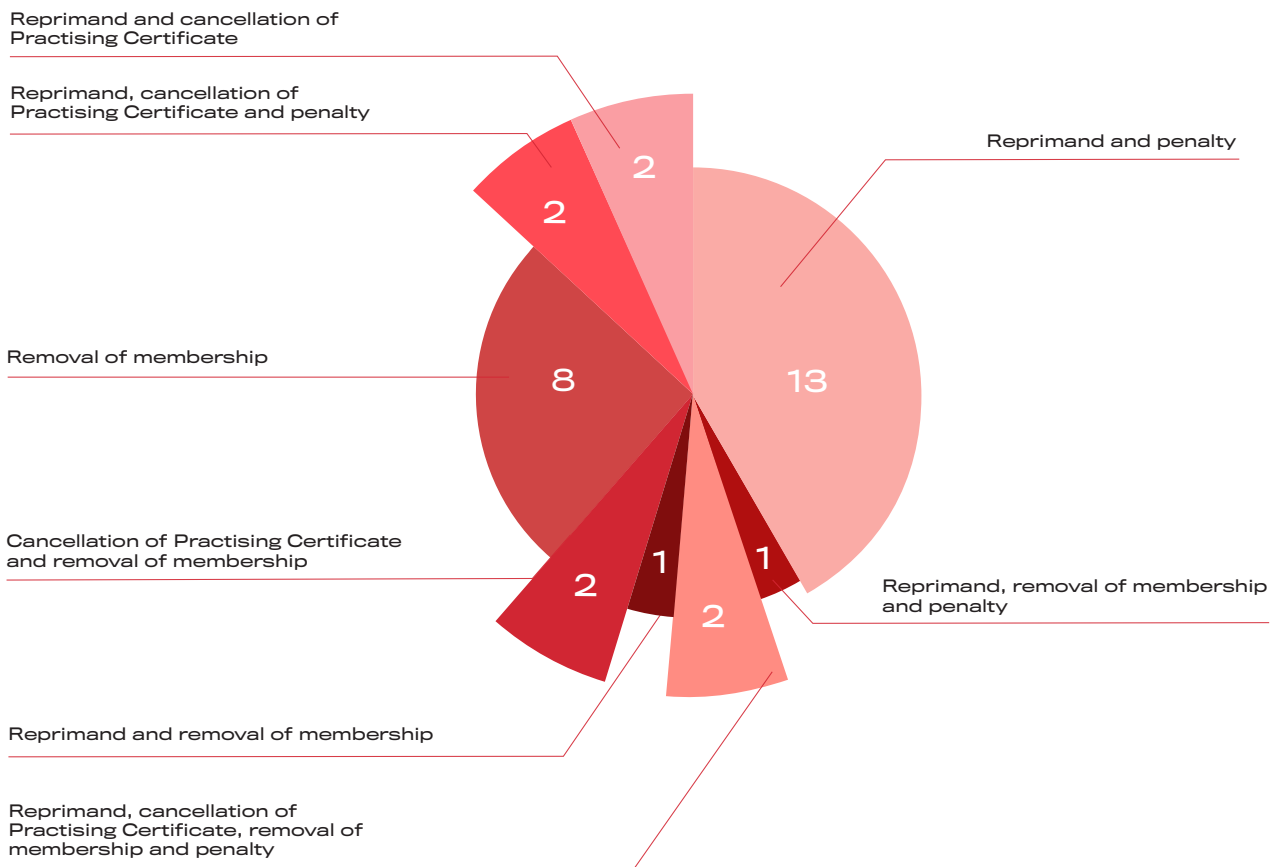 Reprimand and cancellation of
Practising Certificate
Reprimand, cancellation of
Practising Certificate and penalty
Reprimand and penalty
2
2
Removal of membership
8
13
Cancellation of Practising Certificate
and removal of membership
2
1
2
1
Reprimand, removal of membership
and penalty
Reprimand and removal of membership
Reprimand, cancellation of
Practising Certificate, removal of
membership and penalty